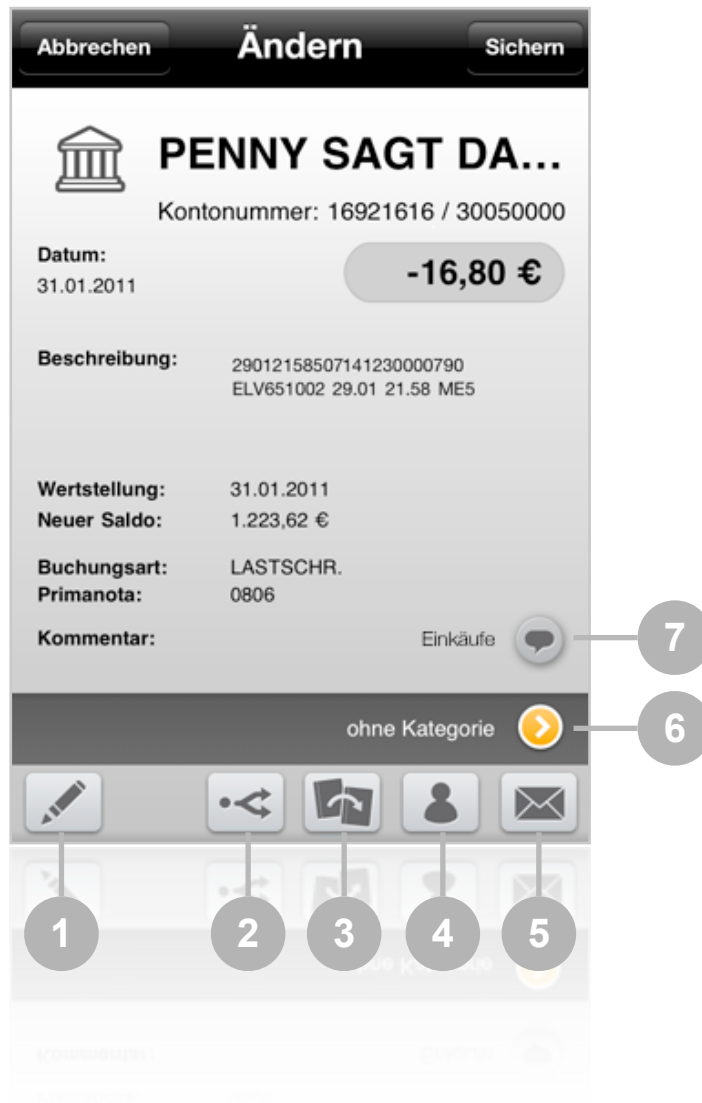 Abbrechen Ändern Sichern
PENNY SAGT DA...
Kontonummer: 16921616 / 30050000
Datum:
31.01.2011
-16,80 €
Beschreibung: 29012158507141230000790
ELV651002 29.01 21.58 ME5
Wertstellung: 31.01.2011
Neuer Saldo: 1.223,62 €
Buchungsart: LASTSCHR.
Primanota: 0806
Kommentar: Einkäufe 7
ohne Kategorie 6
1 2 3 4 5